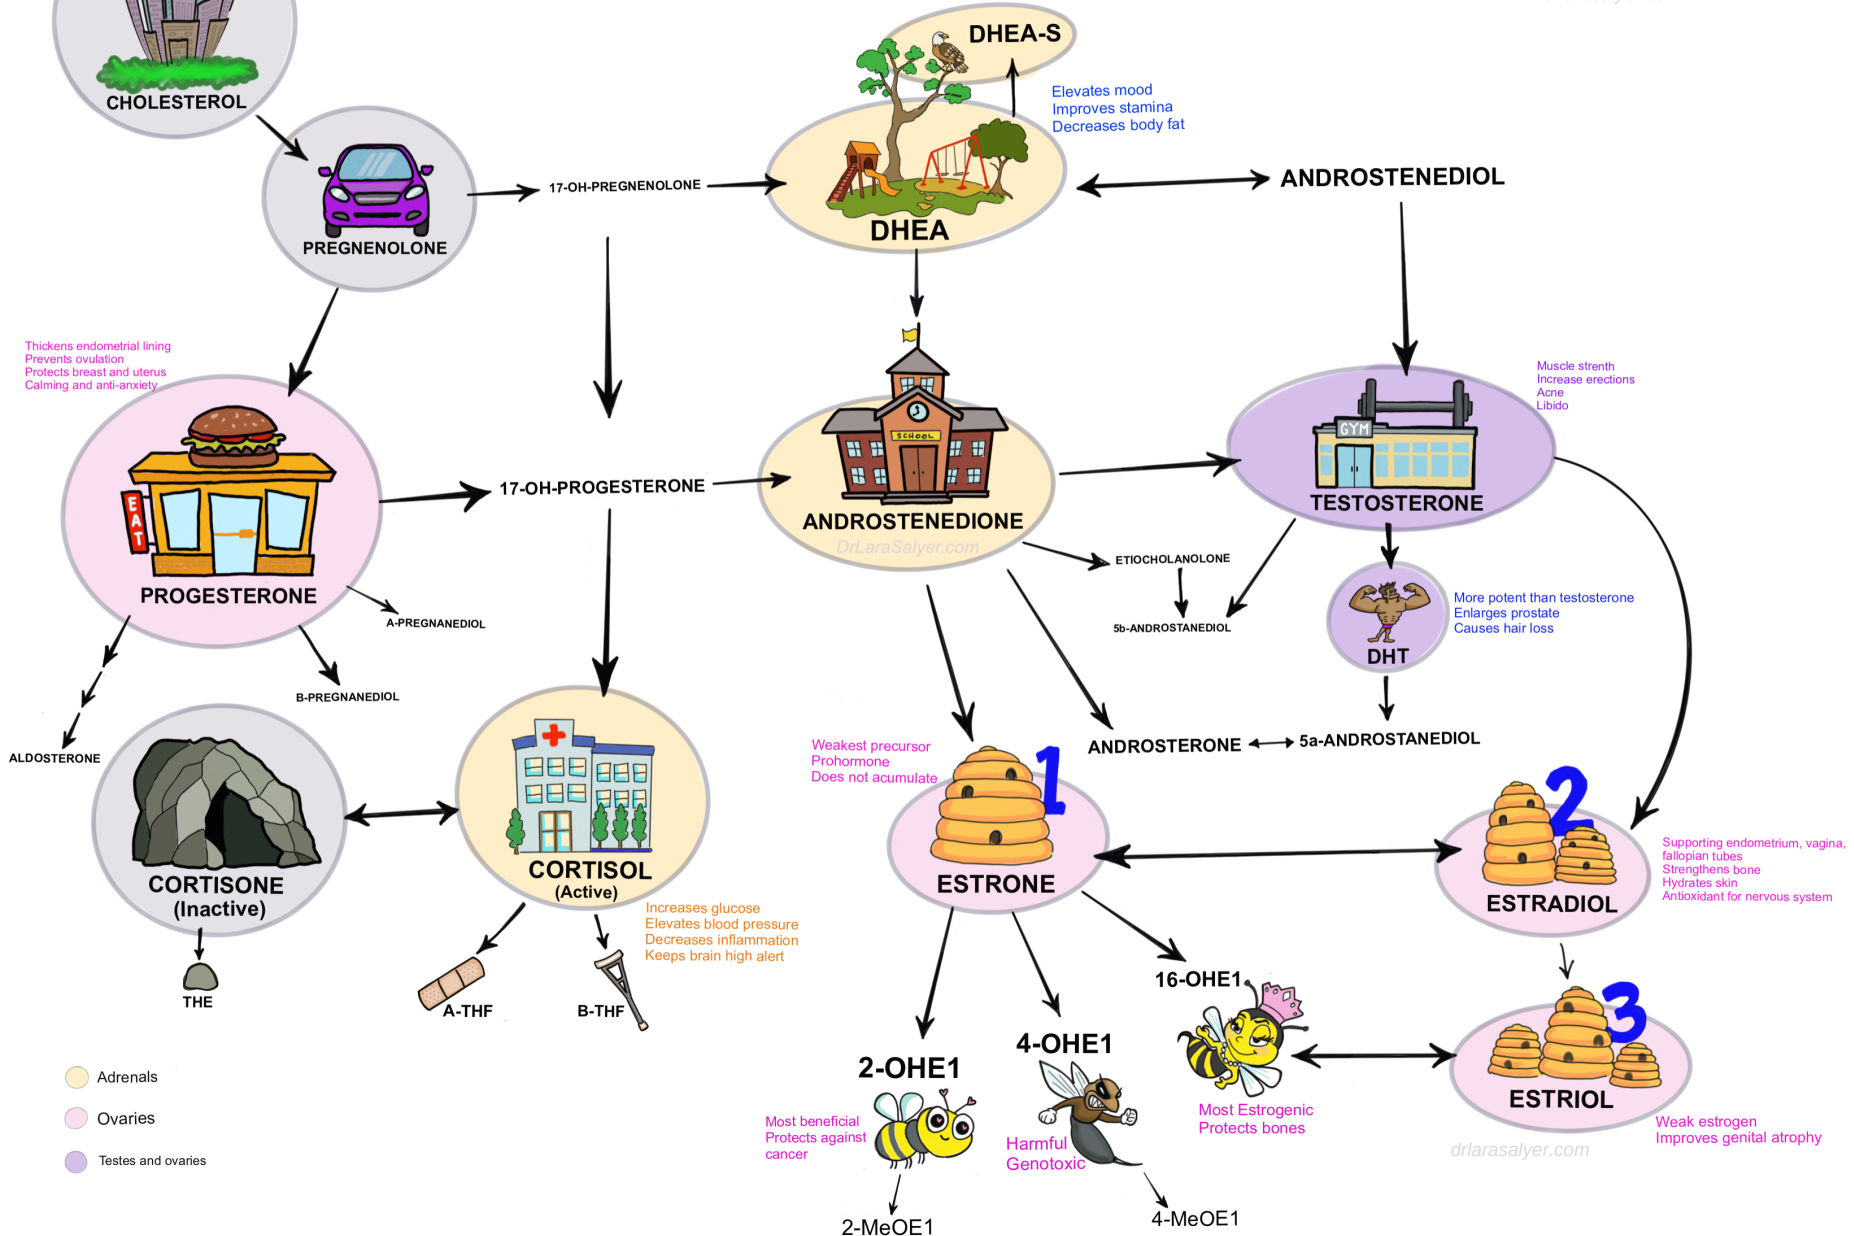 CHOLESTEROL
PREGNENOLONE
17-OH-PREGNENOLONE
DHEA-S
Elevates mood
Improves stamina
Decreases body fat
DHEA
ANDROSTENEDIOL
Thickens endometrial lining
Prevents ovulation
Protects breast and uterus
Calming and anti-anxiety
EAT
PROGESTERONE
17-OH-PROGESTERONE
SCHOOL
ANDROSTENEDIONE
DrLaraSalyer.com
Muscle strenth
Increase erections
Acne
Libido
GYM
TESTOSTERONE
ETIOCHOLANOLONE
5b-ANDROSTANEDIOL
DHT
More potent than testosterone
Enlarges prostate
Causes hair loss
A-PREGNANEDIOL
B-PREGNANEDIOL
ALDOSTERONE
ANDROSTERONE
5a-ANDROSTANEDIOL
CORTISONE
(Inactive)
THE
CORTISOL
(Active)
Increases glucose
Elevates blood pressure
Decreases inflammation
Keeps brain high alert
A-THF
B-THF
Weakest precursor
Prohormone
Does not acumulate
1
ESTRONE
2
ESTRADIOL
Supporting endometrium, vagina,
fallopian tubes
Strengthens bone
Hydrates skin
Antioxidant for nervous system
16-OHE1
4-OHE1
2-OHE1
3
ESTRIOL
Most beneficial
Protects against
cancer
Harmful
Genotoxic
Most Estrogenic
Protects bones
Weak estrogen
Improves genital atrophy
drlarasalyer.com
2-MeOE1
4-MeOE1
Adrenals
Ovaries
Testes and ovaries